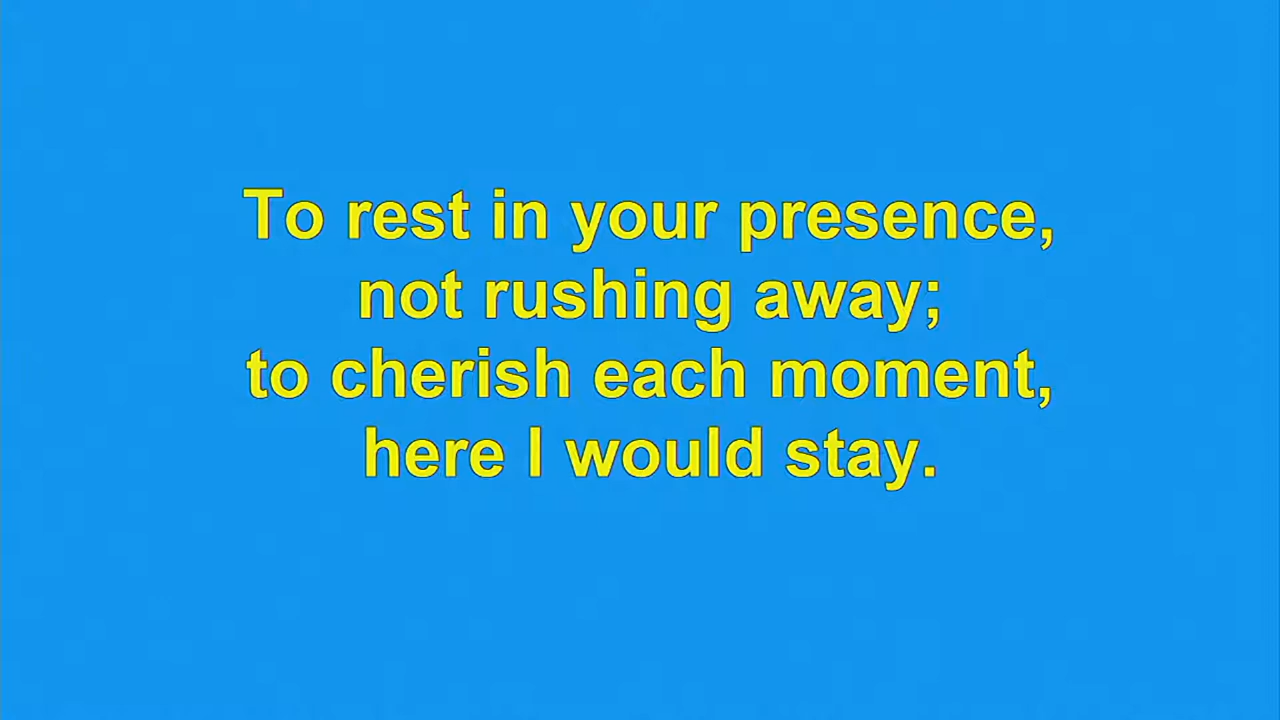 To rest in your presence,
not rushing away;
to cherish each moment,
here I would stay.